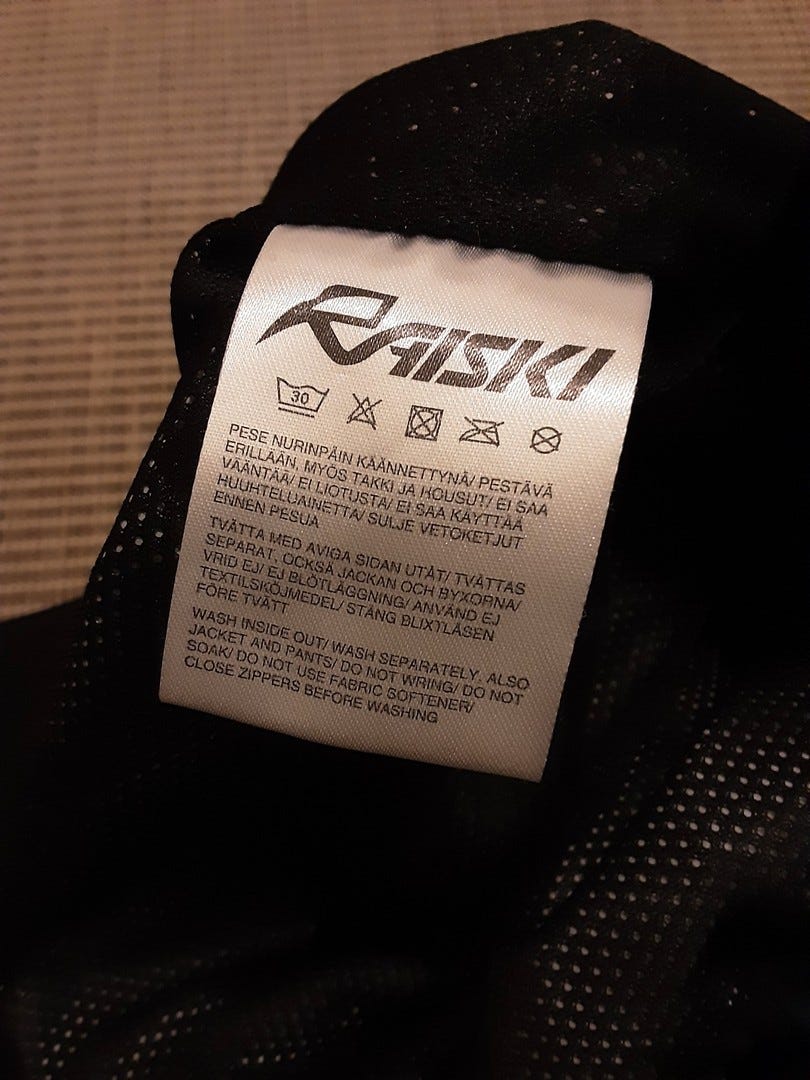 RAISKI
30
PESE NURINPÄIN KÄÄNNETTYNÄ/ PESTÄVÄ
ERILLÄÄN, MYÖS TAKKI JA HOUSUT/ EI SAA
VÄÄNTÄÄ/ EI LIOTUSTA/ EI SAA KÄYTTÄÄ
HUUHTELUAINETTA/ SULJE VETOKETJUT
ENNEN PESUA
TVÄTTA MED AVIGA SIDAN UTÅT/ TVÄTTAS
SEPARAT, OCKSÅ JACKAN OCH BYXORNA/
VRID EJ/ EJ BLÖTLÄGGNING/ ANVÄND EJ
TEXTILSKÖJMEDEL/ STÄNG BLIXTLÅSEN
FÖRE TVÄTT
WASH INSIDE OUT/ WASH SEPARATELY, ALSO
JACKET AND PANTS/ DO NOT WRING/ DO NOT
SOAK/ DO NOT USE FABRIC SOFTENER/
CLOSE ZIPPERS BEFORE WASHING